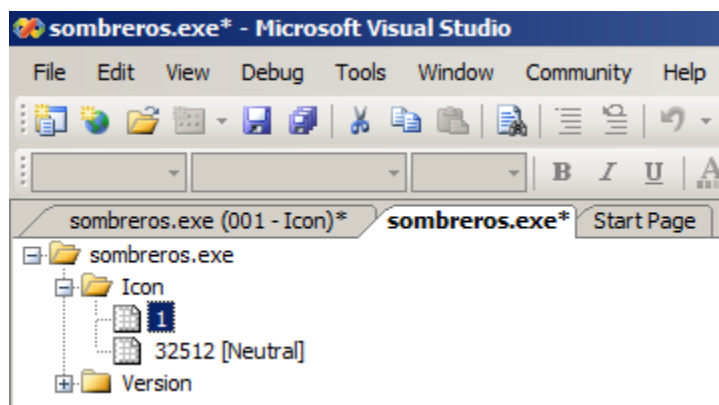 sombreros.exe* - Microsoft Visual Studio
File Edit View Debug Tools Window Community Help
B I U A
sombreros.exe (001 - Icon)* sombreros.exe* Start Page
sombreros.exe
Icon
1
32512 [Neutral]
Version